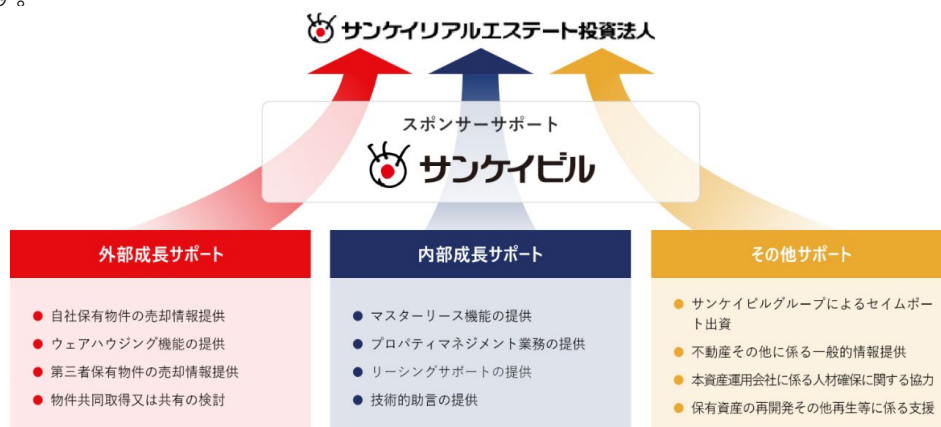 す。
サンケイリアルエステート投資法人
スポンサーサポート
サンケイビル
外部成長サポート
自社保有物件の売却情報提供
ウェアハウジング機能の提供
第三者保有物件の売却情報提供
物件共同取得又は共有の検討
内部成長サポート
マスターリース機能の提供
プロパティマネジメント業務の提供
リーシングサポートの提供
技術的助言の提供
その他サポート
サンケイビルグループによるセイムボー
ト出資
不動産その他に係る一般的情報提供
本資産運用会社に係る人材確保に関する協力
保有資産の再開発その他再生等に係る支援